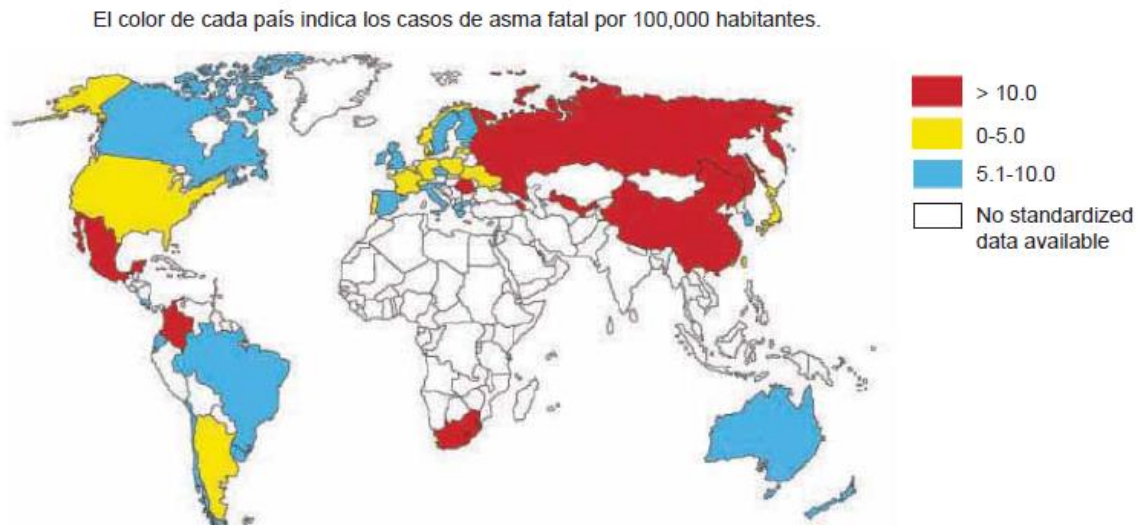 El color de cada país indica los casos de asma fatal por 100,000 habitantes.
> 10.0
0-5.0
5.1-10.0
No standardized
data available